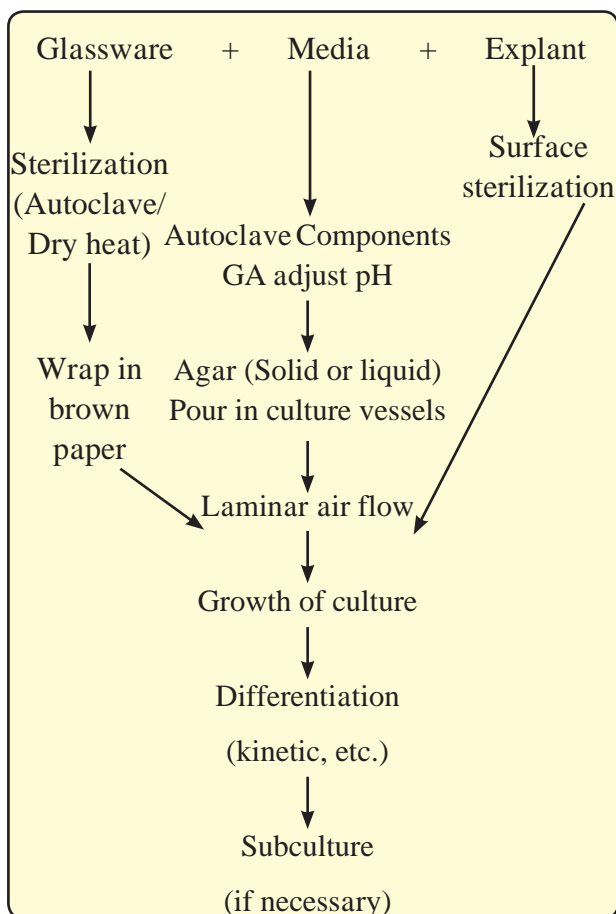 Glassware + Media + Explant
Sterilization
(Autoclave/
Dry heat)
Surface
sterilization
Autoclave Components
GA adjust pH
Wrap in
brown
paper
Agar (Solid or liquid)
Pour in culture vessels
Laminar air flow
Growth of culture
Differentiation
(kinetic, etc.)
Subculture
(if necessary)